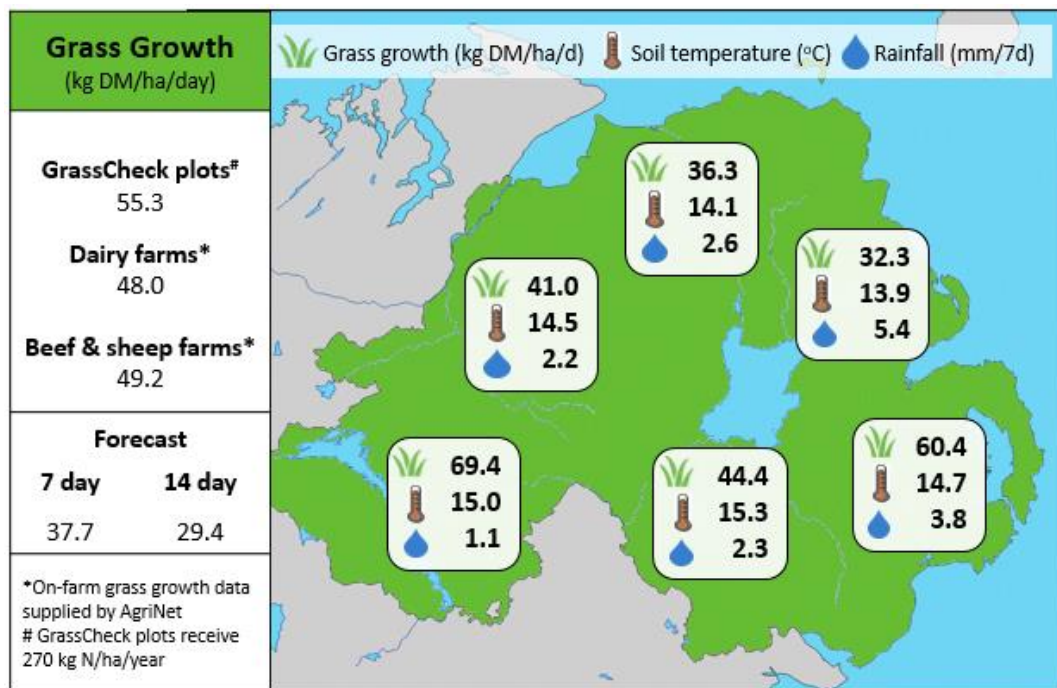 Grass Growth
(kg DM/ha/day)
GrassCheck plots#
55.3
Dairy farms*
48.0
Beef & sheep farms*
49.2
Forecast
7 day 14 day
37.7 29.4
*On-farm grass growth data
supplied by AgriNet
# GrassCheck plots receive
270 kg N/ha/year
Grass growth (kg DM/ha/d) Soil temperature (°C) Rainfall (mm/7d)
36.3
14.1
2.6
32.3
13.9
5.4
41.0
14.5
2.2
69.4
15.0
1.1
44.4
15.3
2.3
60.4
14.7
3.8